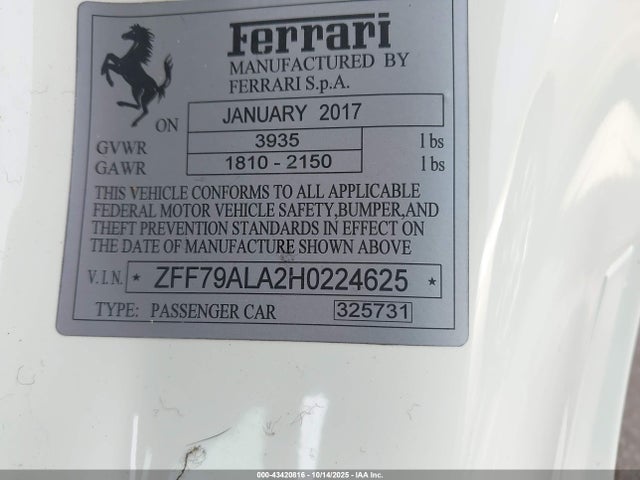 Ferrari
MANUFACTURED BY
FERRARI S.p.A.
ON JANUARY 2017
GVWR 3935 lbs
GAWR 1810 - 2150 lbs
THIS VEHICLE CONFORMS TO ALL APPLICABLE
FEDERAL MOTOR VEHICLE SAFETY,BUMPER,AND
THEFT PREVENTION STANDARDS IN EFFECT ON
THE DATE OF MANUFACTURE SHOWN ABOVE
V.I.N. * ZFF79ALA2H0224625 *
TYPE: PASSENGER CAR 325731
000-43420816 - 10/14/2025 - IAA Inc.